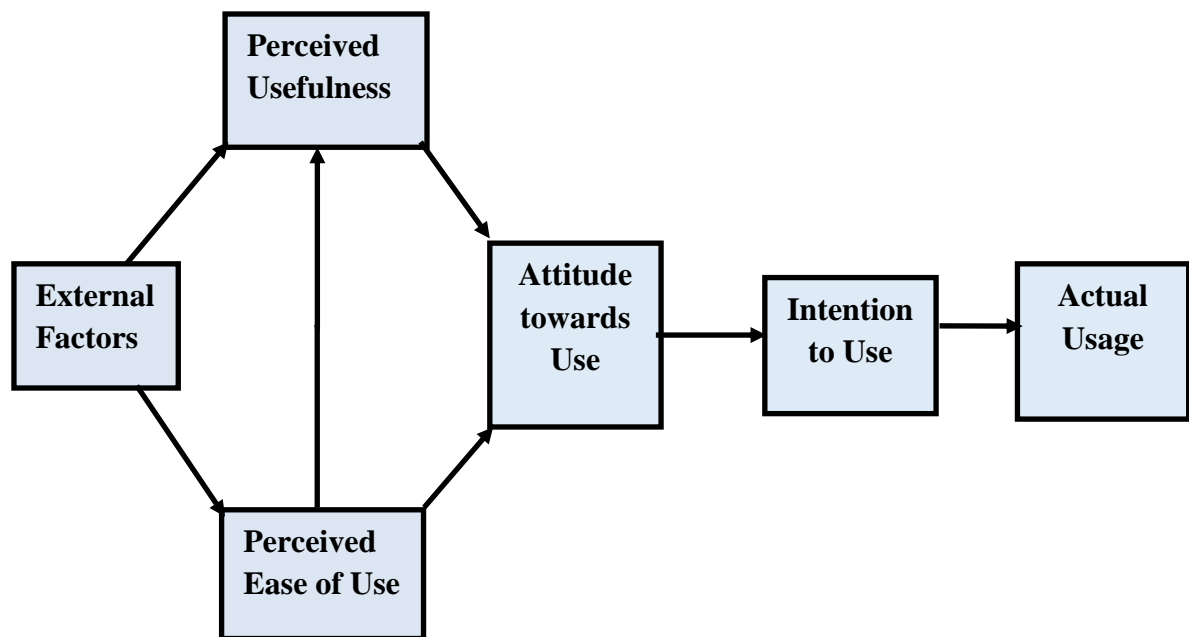 Perceived
Usefulness
External
Factors
Attitude
towards
Use
Intention
to Use
Actual
Usage
Perceived
Ease of Use